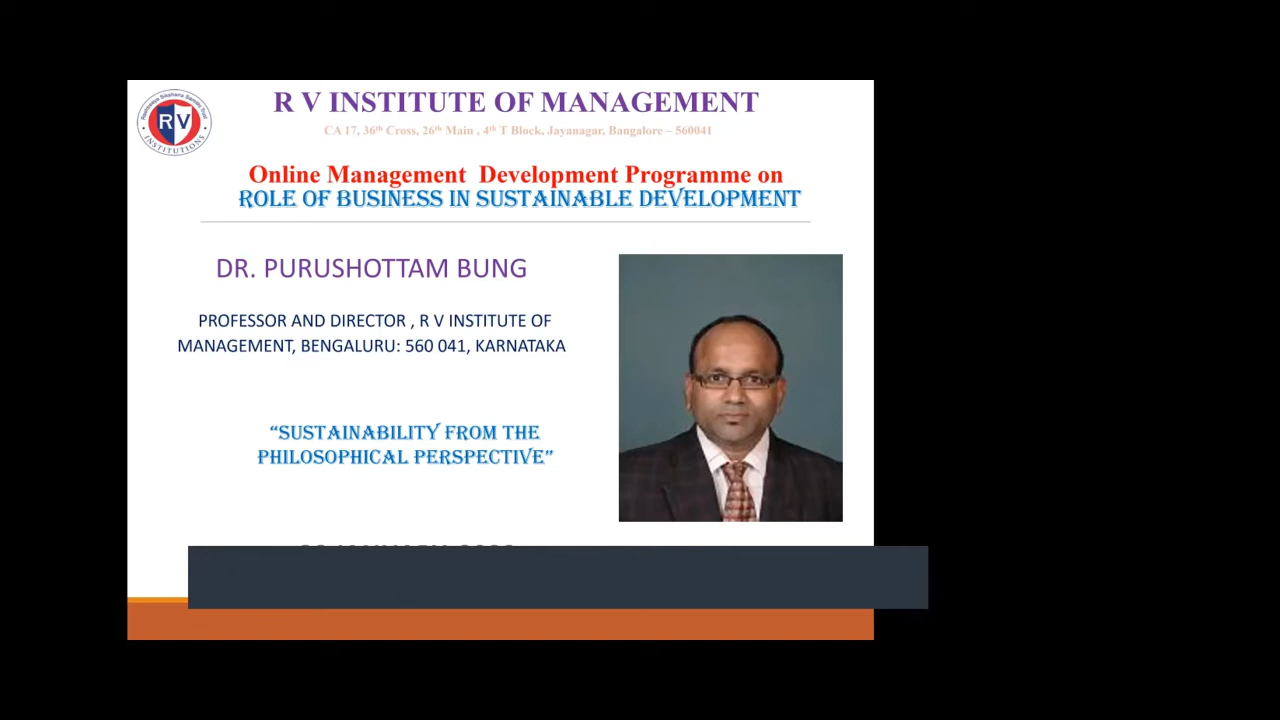 R V INSTITUTE OF MANAGEMENT
CA 17, 36th Cross, 26th Main , 4th T Block, Jayanagar, Bangalore – 560041
RV
INSTITUTIONS
Online Management Development Programme on
ROLE OF BUSINESS IN SUSTAINABLE DEVELOPMENT
DR. PURUSHOTTAM BUNG
PROFESSOR AND DIRECTOR , R V INSTITUTE OF
MANAGEMENT, BENGALURU: 560 041, KARNATAKA
“SUSTAINABILITY FROM THE
PHILOSOPHICAL PERSPECTIVE”